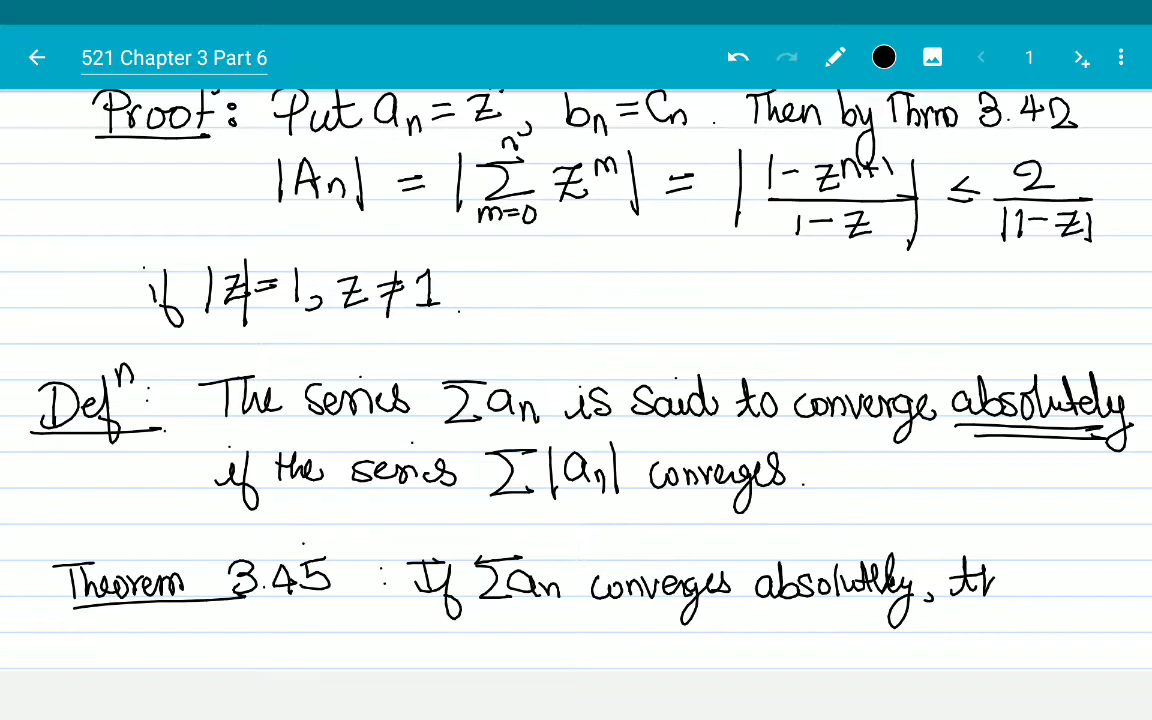 521 Chapter 3 Part 6
1
Proof: Put aₙ = zⁿ, bₙ = Cₙ. Then by Thm 3.42
|Aₙ| = |∑ₘ₌₀ⁿ zᵐ| = |(1 - zⁿ⁺¹)/(1 - z)| ≤ 2/|1 - z|
if |z| = 1, z ≠ 1.
Defⁿ: The series ∑aₙ is said to converge absolutely
if the series ∑|aₙ| converges.
Theorem 3.45 : If ∑aₙ converges absolutely, th